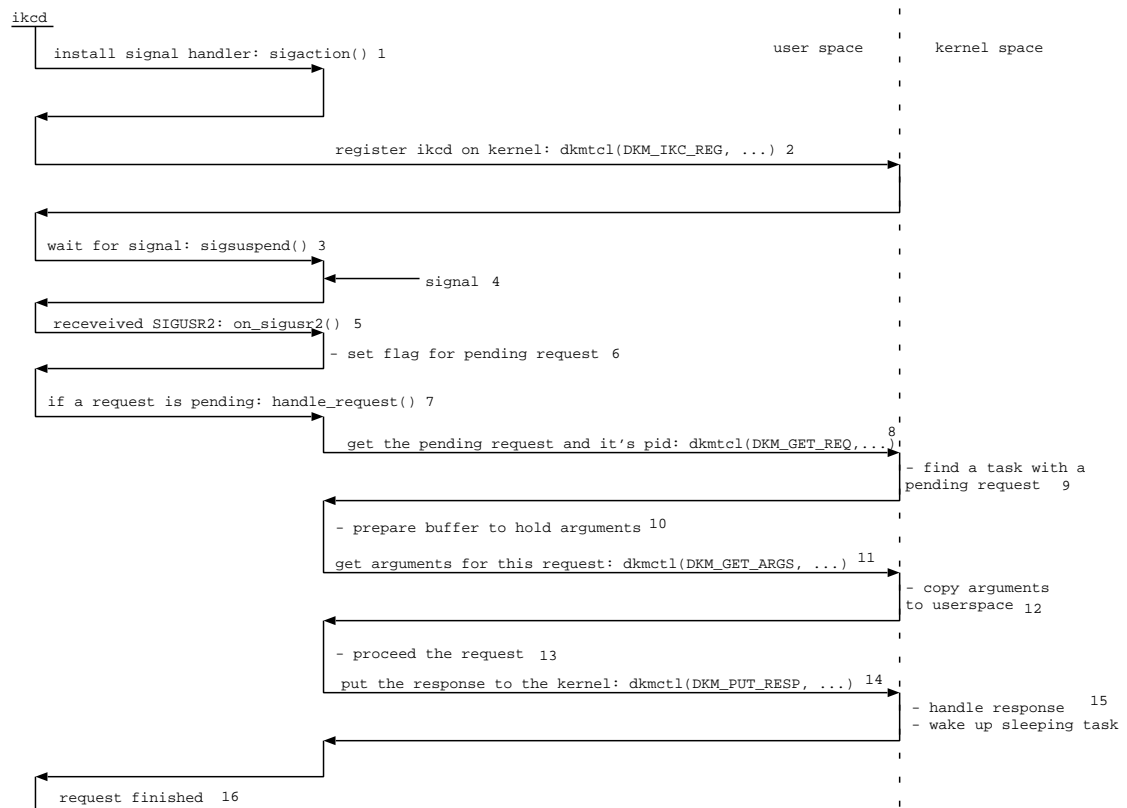 ikcd
install signal handler: sigaction() 1
user space
kernel space
register ikcd on kernel: dkmtcl(DKM_IKC_REG, ...) 2
wait for signal: sigsuspend() 3
signal 4
receveived SIGUSR2: on_sigusr2() 5
- set flag for pending request 6
if a request is pending: handle_request() 7
8
get the pending request and it's pid: dkmtcl(DKM_GET_REQ,...)
- find a task with a
pending request 9
- prepare buffer to hold arguments 10
get arguments for this request: dkmctl(DKM_GET_ARGS, ...) 11
- copy arguments
to userspace 12
- proceed the request 13
put the response to the kernel: dkmctl(DKM_PUT_RESP, ...) 14
- handle response 15
- wake up sleeping task
request finished 16